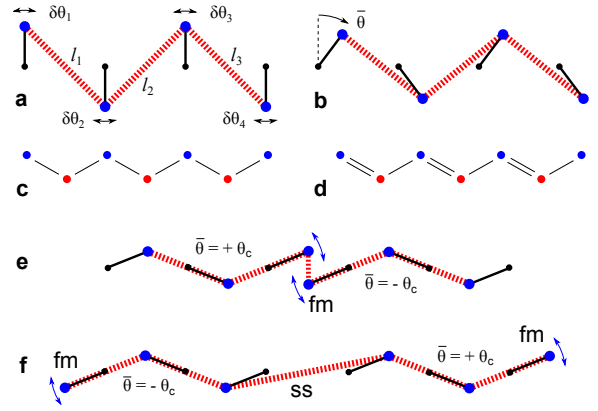 δθ1 δθ3
l1 l2 l3
a
δθ2 δθ4
θ̅
b
c
d
e
θ̅ = + θc
θ̅ = - θc
fm
f
fm
θ̅ = - θc
ss
θ̅ = + θc
fm